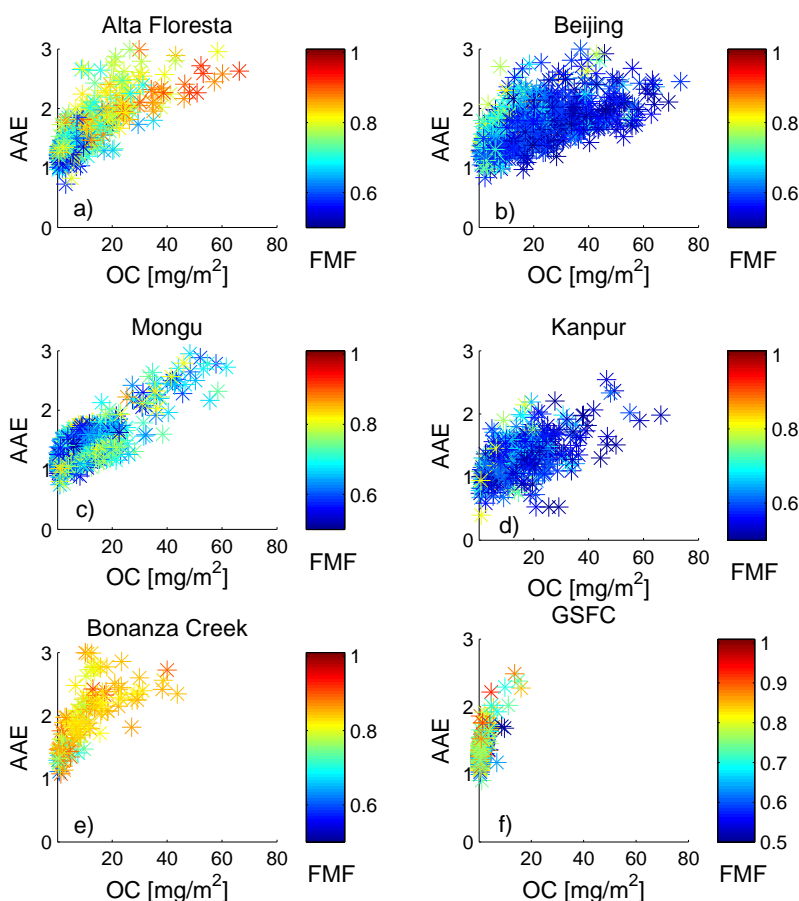 Alta Floresta
3
2
1
0
20
40
60
80
AAE
OC [mg/m²]
a)
1
0.8
0.6
FMF
Beijing
3
2
1
0
20
40
60
80
AAE
OC [mg/m²]
b)
1
0.8
0.6
FMF
Mongu
3
2
1
0
20
40
60
80
AAE
OC [mg/m²]
c)
1
0.8
0.6
FMF
Kanpur
3
2
1
0
20
40
60
80
AAE
OC [mg/m²]
d)
1
0.8
0.6
FMF
Bonanza Creek
3
2
1
0
20
40
60
80
AAE
OC [mg/m²]
e)
1
0.8
0.6
FMF
GSFC
3
2
1
0
20
40
60
80
AAE
OC [mg/m²]
f)
1
0.9
0.8
0.7
0.6
0.5
FMF